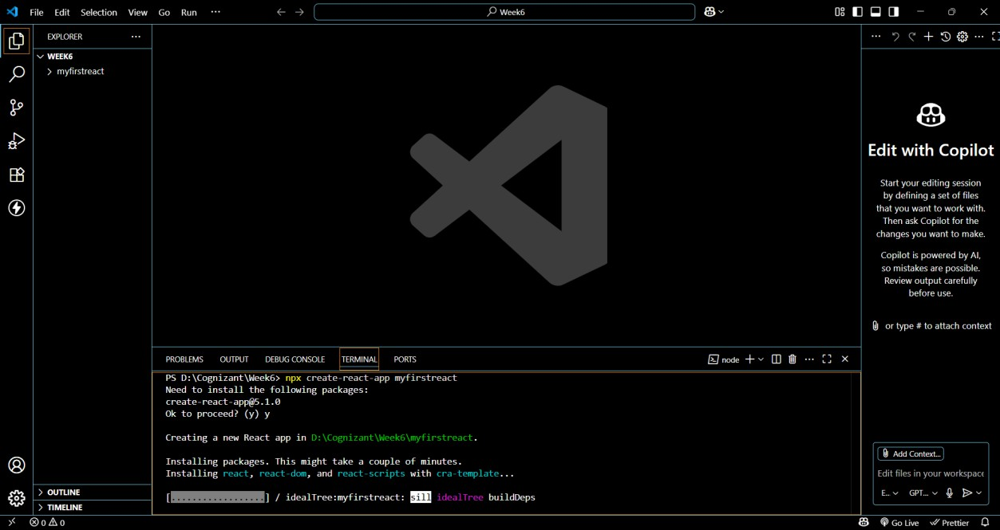 File Edit Selection View Go Run ···
Week6
EXPLORER ···
WEEK6
myfirstreact
OUTLINE
TIMELINE
Edit with Copilot
Start your editing session
by defining a set of files
that you want to work with.
Then ask Copilot for the
changes you want to make.
Copilot is powered by AI,
so mistakes are possible.
Review output carefully
before use.
or type # to attach context
Add Context...
Edit files in your workspace
E... GPT...
PROBLEMS OUTPUT DEBUG CONSOLE TERMINAL PORTS
node
PS D:\Cognizant\Week6> npx create-react-app myfirstreact
Need to install the following packages:
create-react-app@5.1.0
Ok to proceed? (y) y
Creating a new React app in D:\Cognizant\Week6\myfirstreact.
Installing packages. This might take a couple of minutes.
Installing react, react-dom, and react-scripts with cra-template...
[..................] / idealTree:myfirstreact: sill idealTree buildDeps
0 0
Go Live Prettier